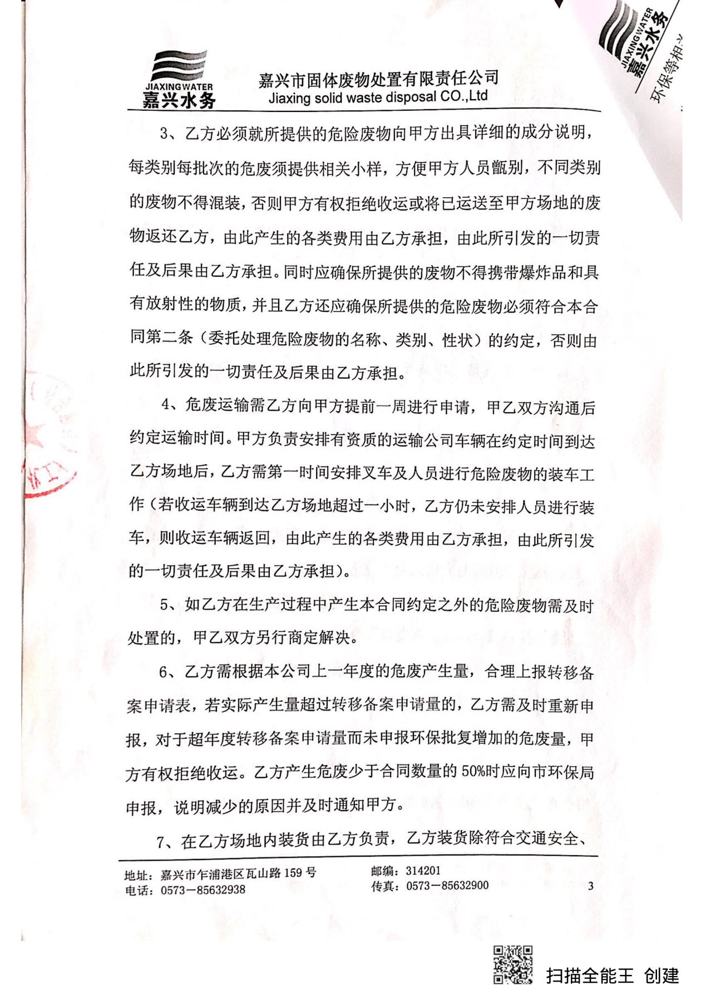 JIAXING WATER
嘉兴水务
嘉兴市固体废物处置有限责任公司
Jiaxing solid waste disposal CO.,Ltd
JIAXING WATER
嘉兴水务
环保等相关
3、乙方必须就所提供的危险废物向甲方出具详细的成分说明，
每类别每批次的危废须提供相关小样，方便甲方人员甑别，不同类别
的废物不得混装，否则甲方有权拒绝收运或将已运送至甲方场地的废
物返还乙方，由此产生的各类费用由乙方承担，由此所引发的一切责
任及后果由乙方承担。同时应确保所提供的废物不得携带爆炸品和具
有放射性的物质，并且乙方还应确保所提供的危险废物必须符合本合
同第二条（委托处理危险废物的名称、类别、性状）的约定，否则由
此所引发的一切责任及后果由乙方承担。
4、危废运输需乙方向甲方提前一周进行申请，甲乙双方沟通后
约定运输时间。甲方负责安排有资质的运输公司车辆在约定时间到达
乙方场地后，乙方需第一时间安排叉车及人员进行危险废物的装车工
作（若收运车辆到达乙方场地超过一小时，乙方仍未安排人员进行装
车，则收运车辆返回，由此产生的各类费用由乙方承担，由此所引发
的一切责任及后果由乙方承担）。
5、如乙方在生产过程中产生本合同约定之外的危险废物需及时
处置的，甲乙双方另行商定解决。
6、乙方需根据本公司上一年度的危废产生量，合理上报转移备
案申请表，若实际产生量超过转移备案申请量的，乙方需及时重新申
报，对于超年度转移备案申请量而未申报环保批复增加的危废量，甲
方有权拒绝收运。乙方产生危废少于合同数量的 50%时应向市环保局
申报，说明减少的原因并及时通知甲方。
7、在乙方场地内装货由乙方负责，乙方装货除符合交通安全、
地址：嘉兴市乍浦港区瓦山路 159 号 邮编：314201
电话：0573－85632938 传真：0573－85632900 3
扫描全能王 创建